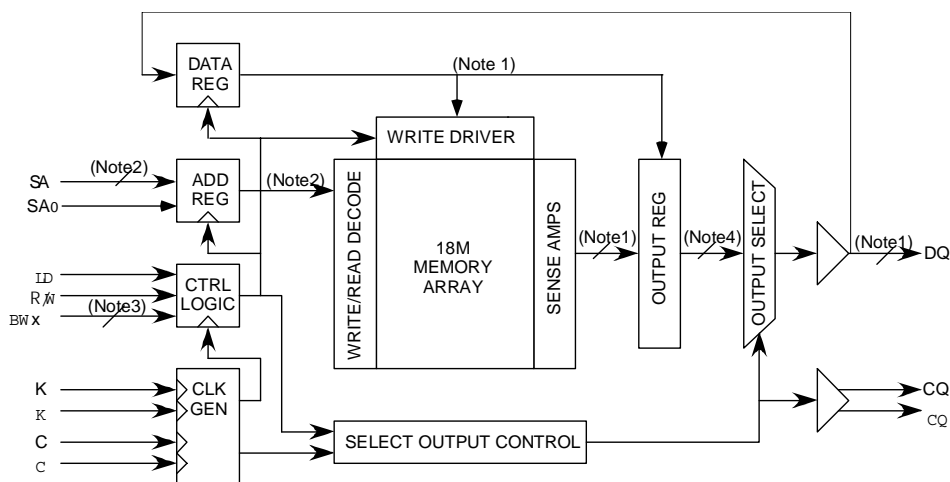 DATA
REG
(Note 1)
WRITE DRIVER
SA
(Note2)
SA0
ADD
REG
(Note2)
WRITE/READ DECODE
18M
MEMORY
ARRAY
SENSE AMPS
(Note1)
OUTPUT REG
(Note4)
OUTPUT SELECT
(Note1)
DQ
LD
R/W
BWx
(Note3)
CTRL
LOGIC
K
K
C
C
CLK
GEN
SELECT OUTPUT CONTROL
CQ
CQ